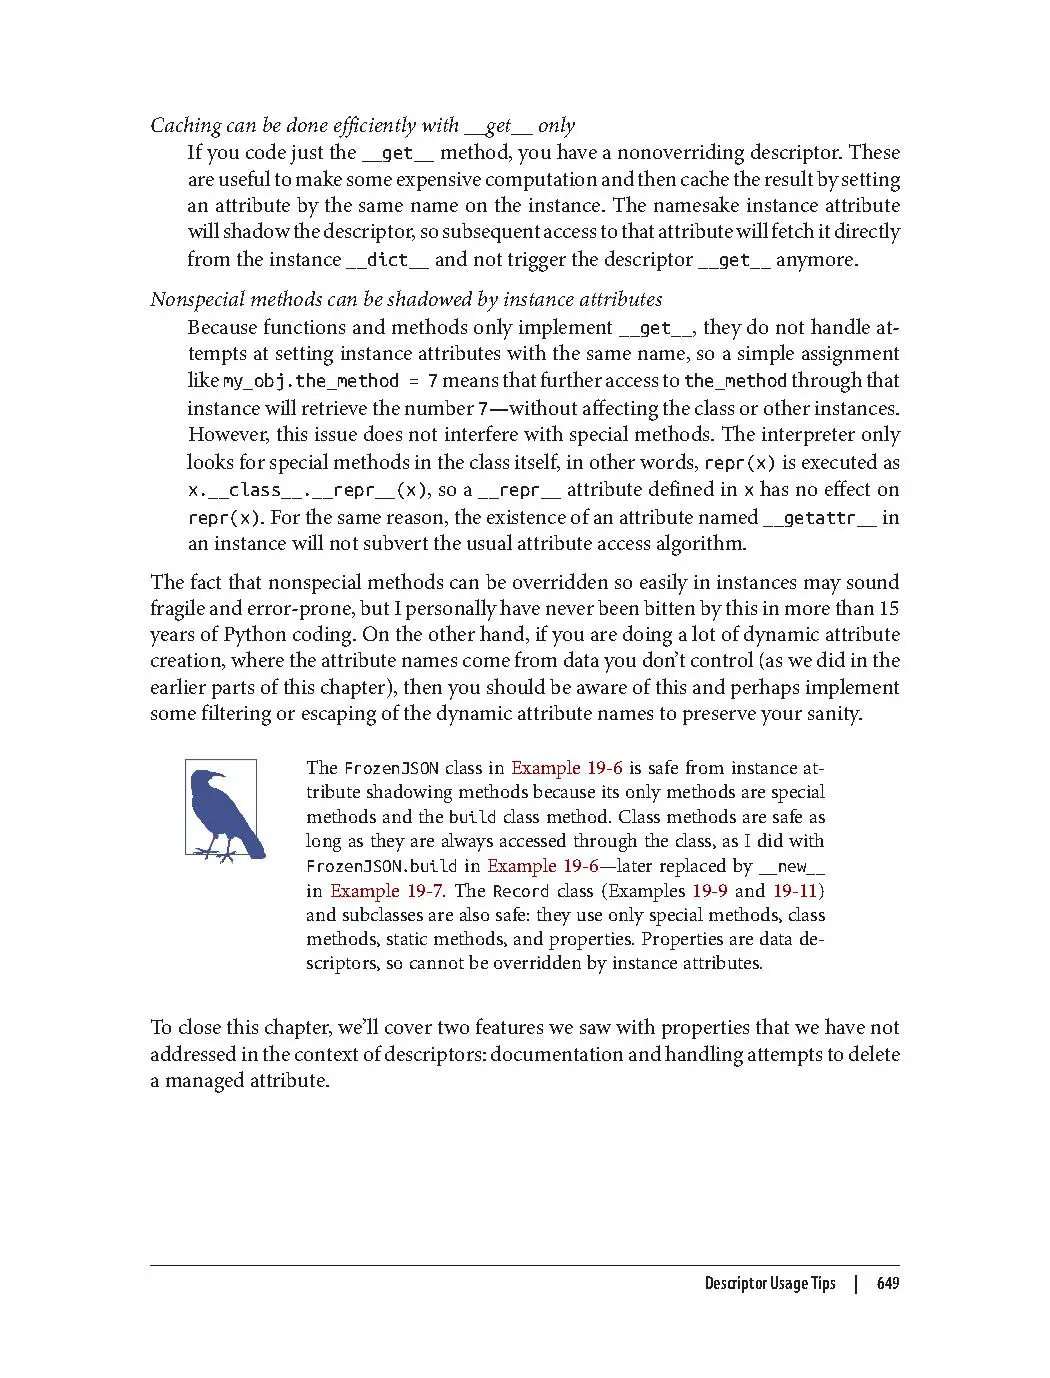 Caching can be done efficiently with __get__ only
If you code just the __get__ method, you have a nonoverriding descriptor. These
are useful to make some expensive computation and then cache the result by setting
an attribute by the same name on the instance. The namesake instance attribute
will shadow the descriptor, so subsequent access to that attribute will fetch it directly
from the instance __dict__ and not trigger the descriptor __get__ anymore.
Nonspecial methods can be shadowed by instance attributes
Because functions and methods only implement __get__, they do not handle at-
tempts at setting instance attributes with the same name, so a simple assignment
like my_obj.the_method = 7 means that further access to the_method through that
instance will retrieve the number 7—without affecting the class or other instances.
However, this issue does not interfere with special methods. The interpreter only
looks for special methods in the class itself, in other words, repr(x) is executed as
x.__class__.__repr__(x), so a __repr__ attribute defined in x has no effect on
repr(x). For the same reason, the existence of an attribute named __getattr__ in
an instance will not subvert the usual attribute access algorithm.
The fact that nonspecial methods can be overridden so easily in instances may sound
fragile and error-prone, but I personally have never been bitten by this in more than 15
years of Python coding. On the other hand, if you are doing a lot of dynamic attribute
creation, where the attribute names come from data you don’t control (as we did in the
earlier parts of this chapter), then you should be aware of this and perhaps implement
some filtering or escaping of the dynamic attribute names to preserve your sanity.
The FrozenJSON class in Example 19-6 is safe from instance at-
tribute shadowing methods because its only methods are special
methods and the build class method. Class methods are safe as
long as they are always accessed through the class, as I did with
FrozenJSON.build in Example 19-6—later replaced by __new__
in Example 19-7. The Record class (Examples 19-9 and 19-11)
and subclasses are also safe: they use only special methods, class
methods, static methods, and properties. Properties are data de-
scriptors, so cannot be overridden by instance attributes.
To close this chapter, we’ll cover two features we saw with properties that we have not
addressed in the context of descriptors: documentation and handling attempts to delete
a managed attribute.
Descriptor Usage Tips | 649